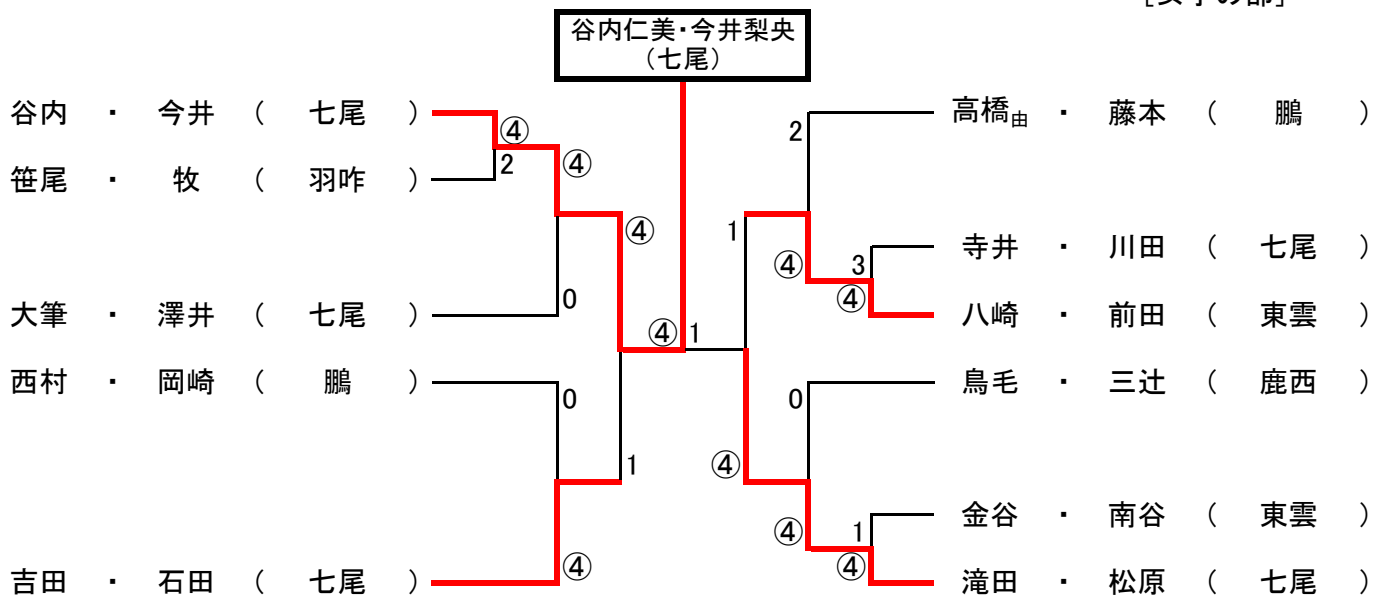 [女子の部]
谷内仁美・今井梨央
（七尾）
谷内 ・ 今井 （ 七尾 ）
笹尾 ・ 牧 （ 羽咋 ）
大筆 ・ 澤井 （ 七尾 ）
西村 ・ 岡崎 （ 鵬 ）
吉田 ・ 石田 （ 七尾 ）
④
2
④
0
④
0
④
1
④
1
高橋由 ・ 藤本 （ 鵬 ）
寺井 ・ 川田 （ 七尾 ）
八崎 ・ 前田 （ 東雲 ）
鳥毛 ・ 三辻 （ 鹿西 ）
金谷 ・ 南谷 （ 東雲 ）
滝田 ・ 松原 （ 七尾 ）
2
1
④
3
④
0
④
④
1
④